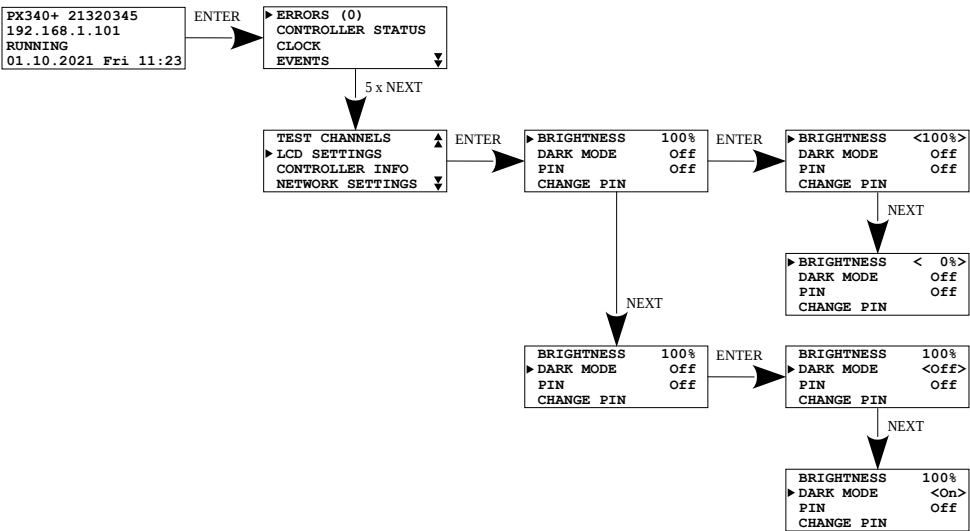 PX340+ 21320345
192.168.1.101
RUNNING
01.10.2021 Fri 11:23
ENTER
ERRORS (0)
CONTROLLER STATUS
CLOCK
EVENTS
5 x NEXT
TEST CHANNELS
LCD SETTINGS
CONTROLLER INFO
NETWORK SETTINGS
ENTER
BRIGHTNESS 100%
DARK MODE Off
PIN Off
CHANGE PIN
ENTER
BRIGHTNESS <100%>
DARK MODE Off
PIN Off
CHANGE PIN
NEXT
BRIGHTNESS < 0%>
DARK MODE Off
PIN Off
CHANGE PIN
NEXT
BRIGHTNESS 100%
DARK MODE Off
PIN Off
CHANGE PIN
ENTER
BRIGHTNESS 100%
DARK MODE <Off>
PIN Off
CHANGE PIN
NEXT
BRIGHTNESS 100%
DARK MODE <On>
PIN Off
CHANGE PIN